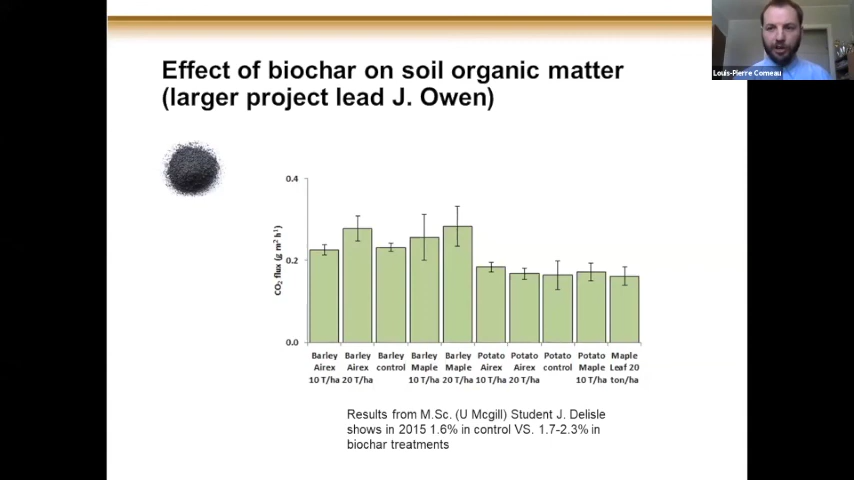 Louis-Pierre Comeau
Effect of biochar on soil organic matter
(larger project lead J. Owen)
0.4
0.2
0.0
CO2 flux (g m2 h1)
Barley Airex 10 T/ha
Barley Airex 20 T/ha
Barley control
Barley Maple 10 T/ha
Barley Maple 20 T/ha
Potato Airex 10 T/ha
Potato Airex 20 T/ha
Potato control
Potato Maple 10 T/ha
Maple Leaf 20 ton/ha
Results from M.Sc. (U Mcgill) Student J. Delisle
shows in 2015 1.6% in control VS. 1.7-2.3% in
biochar treatments